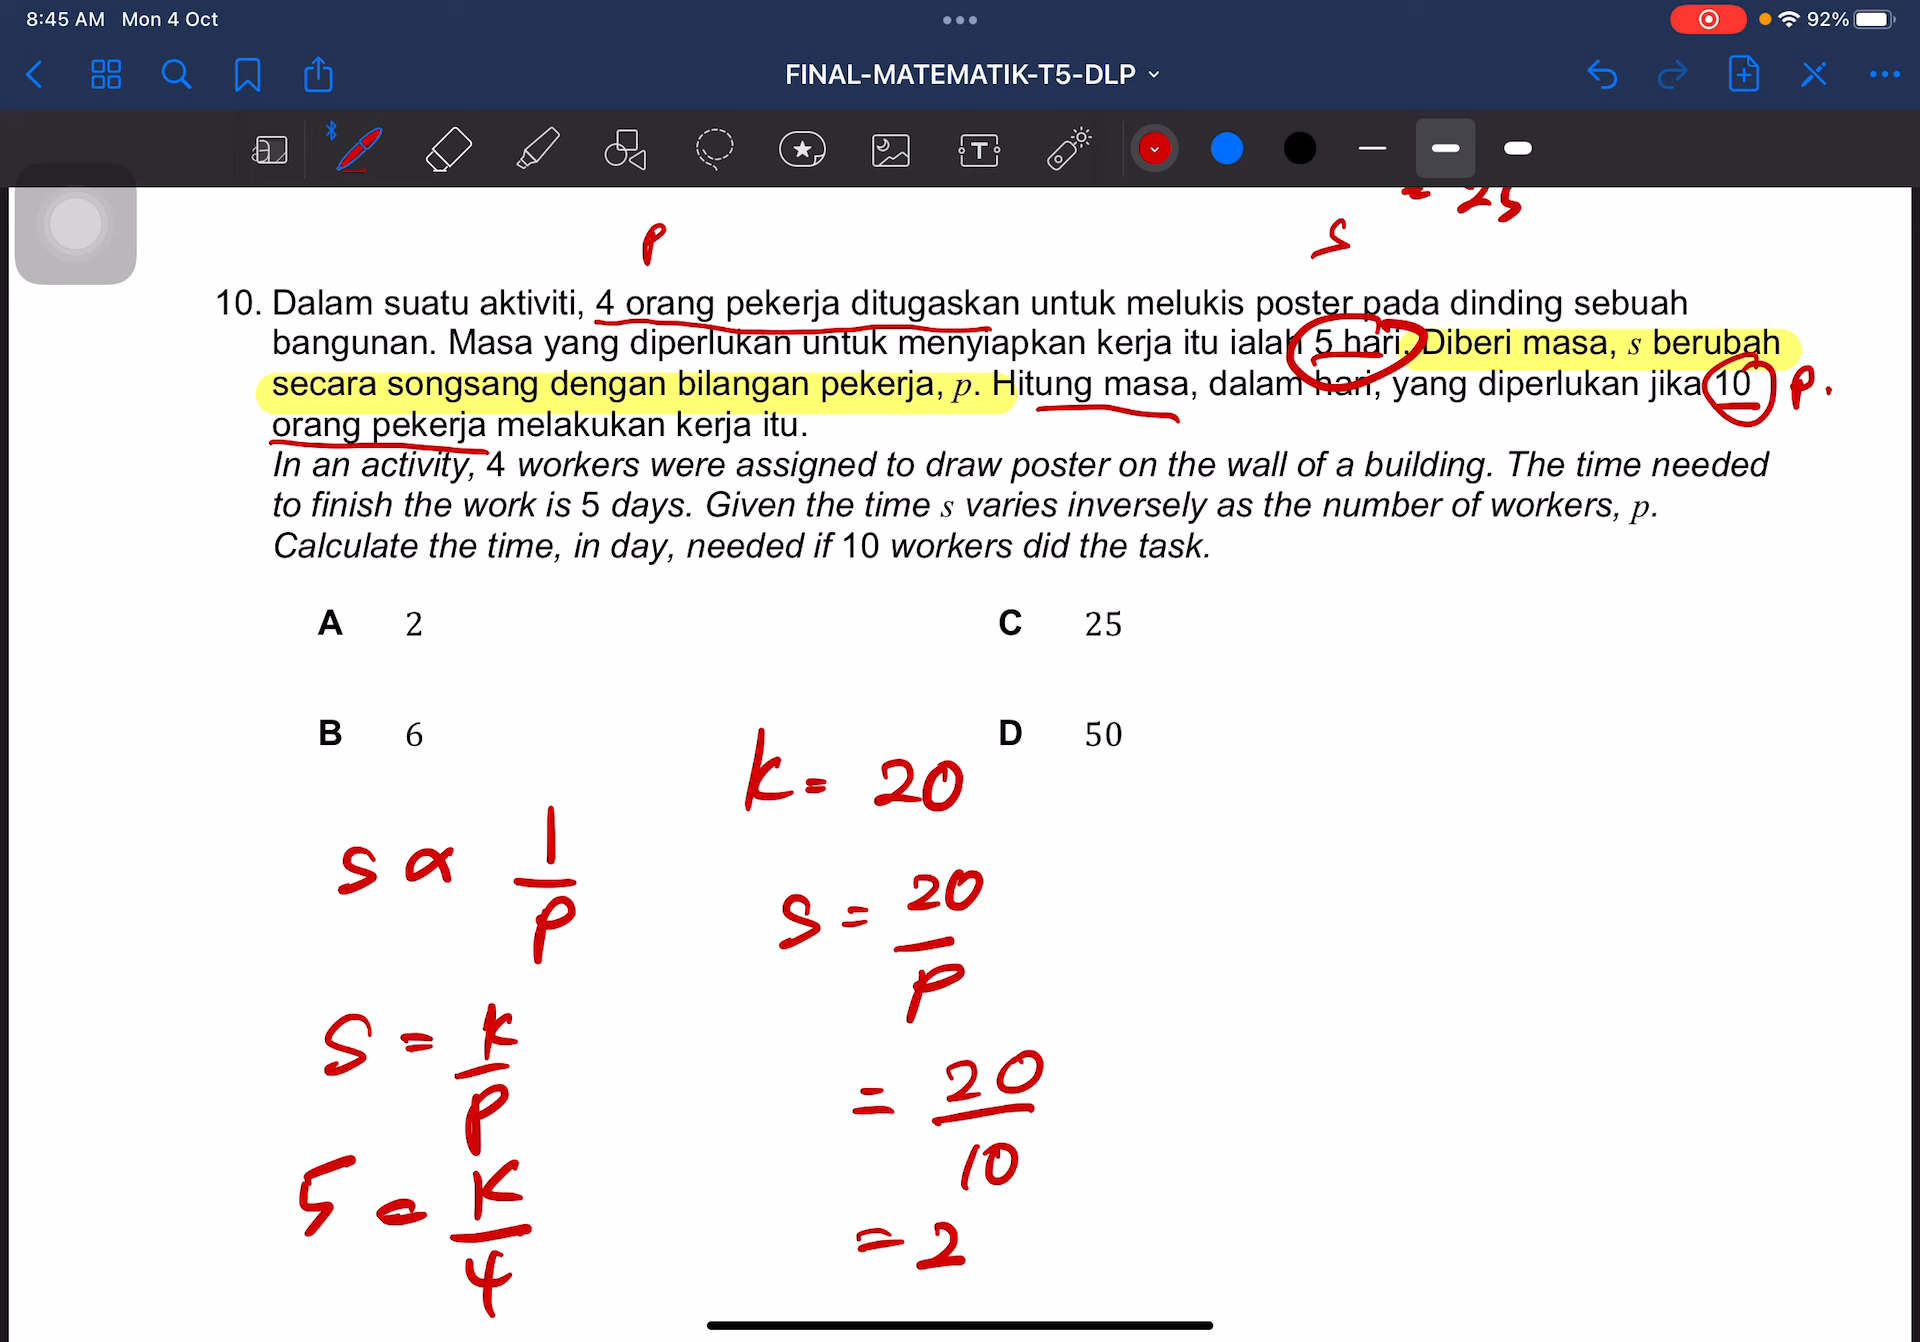 8:45 AM Mon 4 Oct
92%
FINAL-MATEMATIK-T5-DLP
= 25
p s
10. Dalam suatu aktiviti, 4 orang pekerja ditugaskan untuk melukis poster pada dinding sebuah
bangunan. Masa yang diperlukan untuk menyiapkan kerja itu ialah 5 hari. Diberi masa, s berubah
secara songsang dengan bilangan pekerja, p. Hitung masa, dalam hari, yang diperlukan jika 10 p.
orang pekerja melakukan kerja itu.
In an activity, 4 workers were assigned to draw poster on the wall of a building. The time needed
to finish the work is 5 days. Given the time s varies inversely as the number of workers, p.
Calculate the time, in day, needed if 10 workers did the task.
A 2
C 25
B 6
D 50
s ∝ 1/p
s = k/p
5 = k/4
k = 20
s = 20/p
= 20/10
= 2